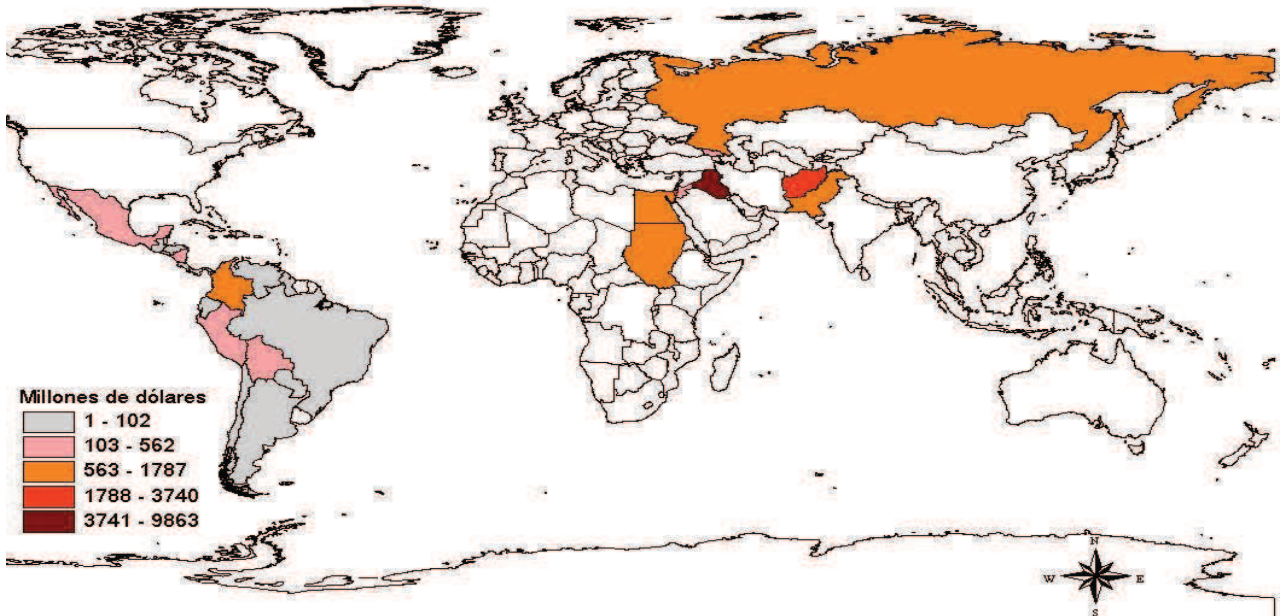 Millones de dólares
1 - 102
103 - 562
563 - 1787
1788 - 3740
3741 - 9863
N
W E
S